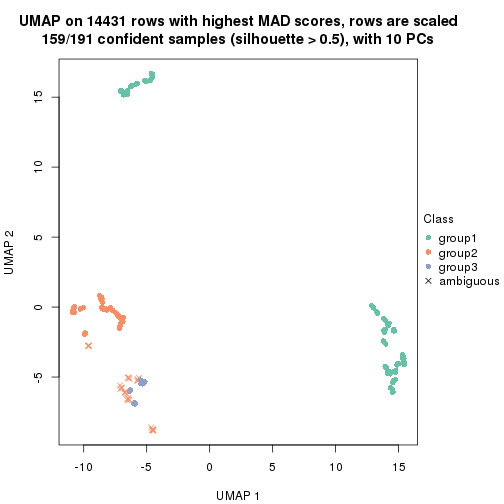 UMAP on 14431 rows with highest MAD scores, rows are scaled
159/191 confident samples (silhouette > 0.5), with 10 PCs
15
10
5
0
-5
UMAP 2
-10
-5
0
5
10
15
UMAP 1
Class
group1
group2
group3
ambiguous